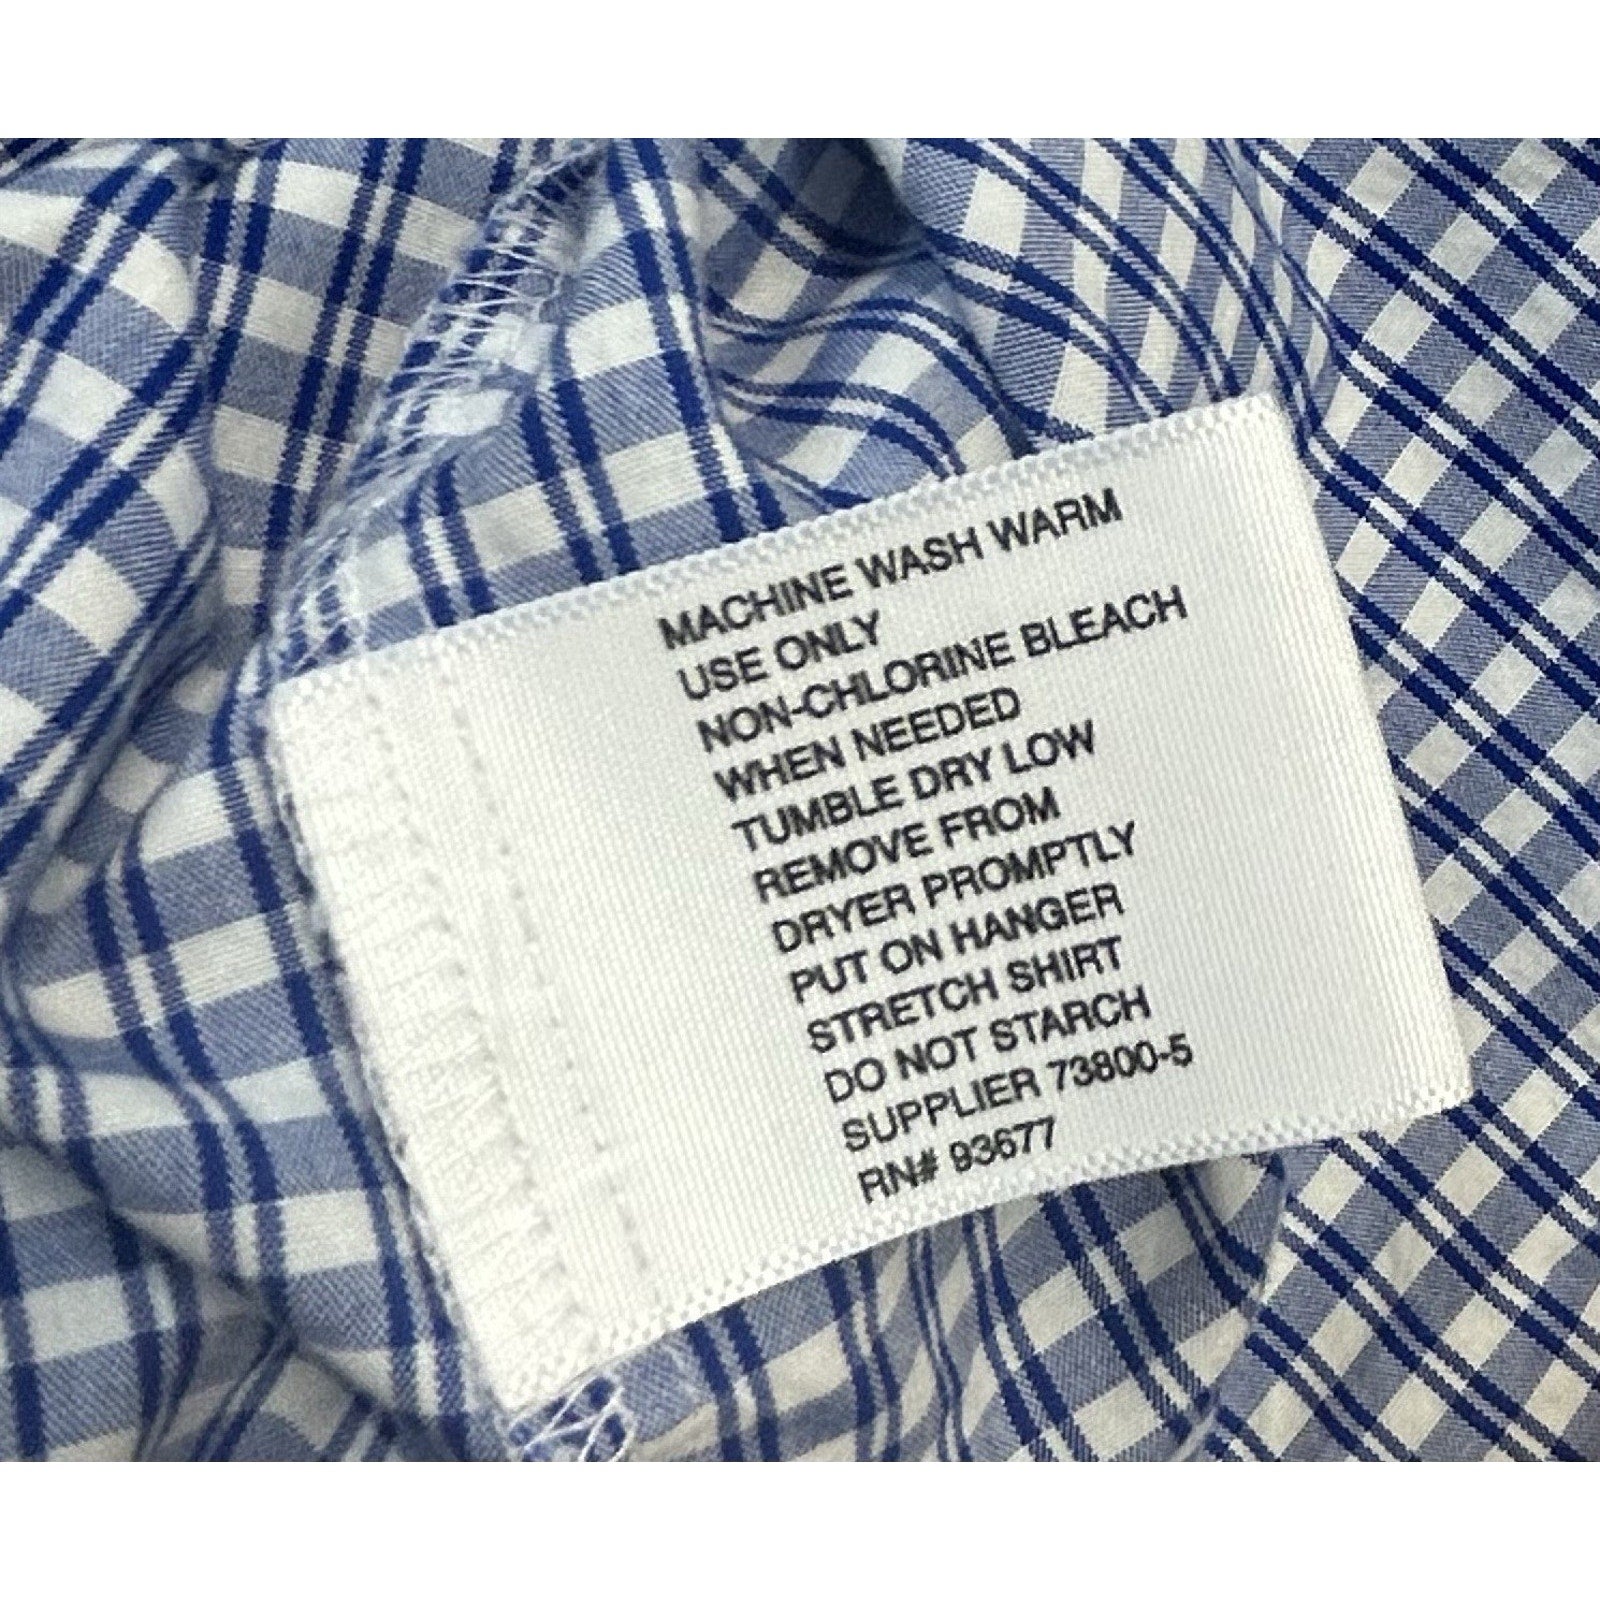 MACHINE WASH WARM
USE ONLY
NON-CHLORINE BLEACH
WHEN NEEDED
TUMBLE DRY LOW
REMOVE FROM
DRYER PROMPTLY
PUT ON HANGER
STRETCH SHIRT
DO NOT STARCH
SUPPLIER 73800-5
RN# 93677